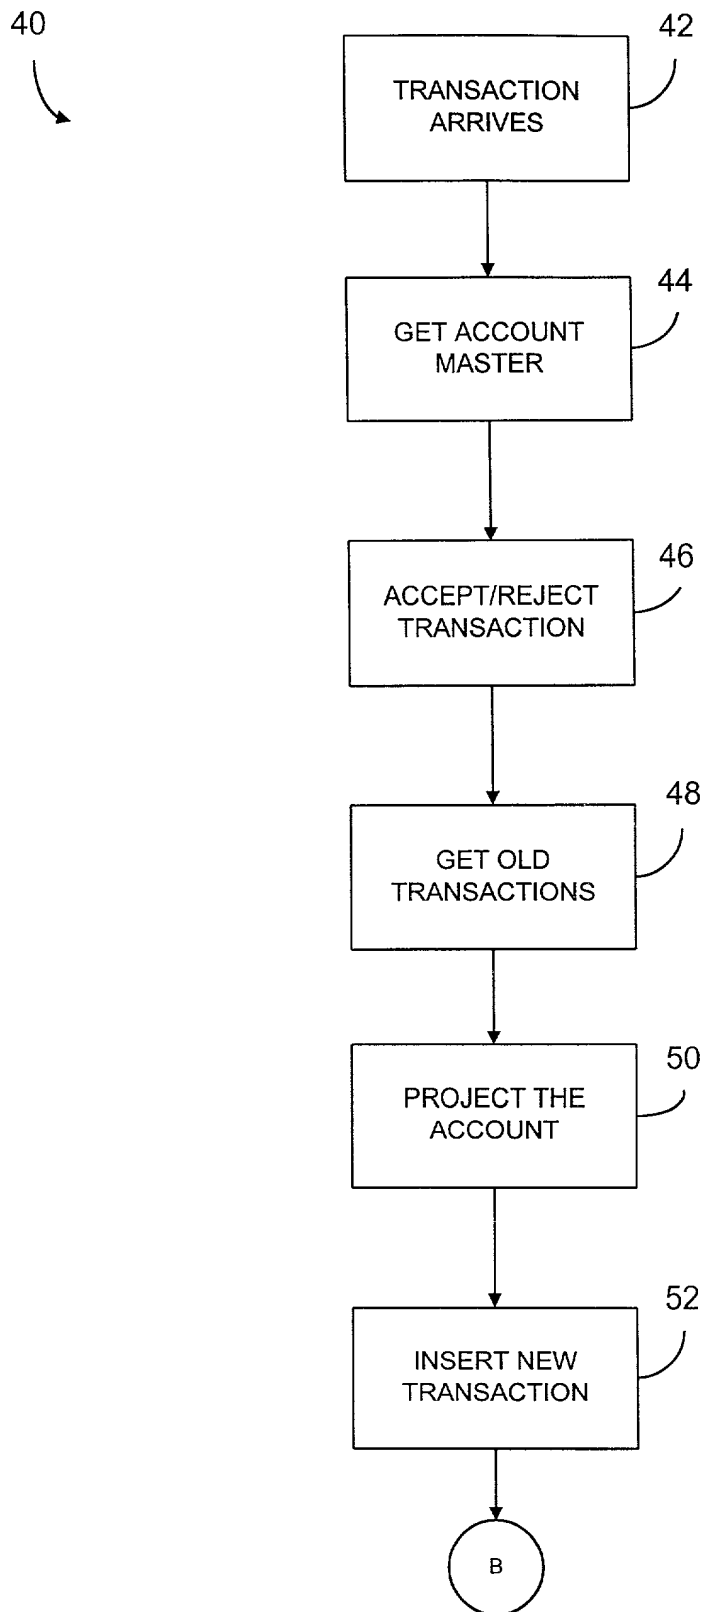 40
42
TRANSACTION
ARRIVES
44
GET ACCOUNT
MASTER
46
ACCEPT/REJECT
TRANSACTION
48
GET OLD
TRANSACTIONS
50
PROJECT THE
ACCOUNT
52
INSERT NEW
TRANSACTION
B